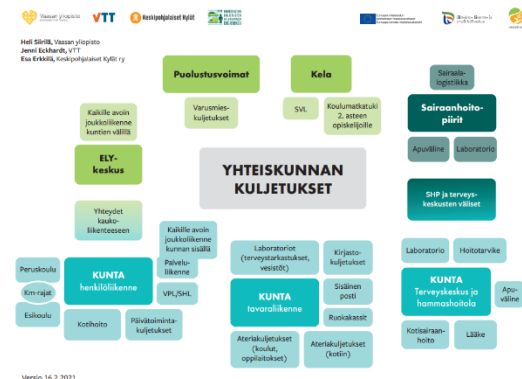 Vaasan yliopisto
VTT
Keskipohjalaiset Kylät
Heli Siirilä, Vaasan yliopisto
Jenni Eckhardt, VTT
Esa Erkkilä, Keskipohjalaiset Kylät ry
Puolustusvoimat
Kela
Sairaala-
logistiikka
Kaikille avoin
joukkoliikenne
kuntien välillä
Varusmies-
kuljetukset
SVL
Koulumatkatuki
2. asteen
opiskelijoille
Sairaanhoito-
piirit
Apuväline
Laboratorio
ELY-
keskus
YHTEISKUNNAN
KULJETUKSET
SHP ja terveys-
keskusten väliset
Yhteydet
kauko-
liikenteeseen
Kaikille avoin
joukkoliikenne
kunnan sisällä
Peruskoulu
Km-rajat
Esikoulu
KUNTA
henkilöliikenne
Palvelu-
liikenne
VPL/SHL
Kotihoito
Päivätoiminta-
kuljetukset
Laboratoriot
(terveystarkastukset,
vesistöt)
Kirjasto-
kuljetukset
KUNTA
tavaraliikenne
Sisäinen
posti
Ruokakassit
Ateriakuljetukset
(koulut,
oppilaitokset)
Ateriakuljetukset
(kotiin)
Laboratorio
Hoitotarvike
KUNTA
Terveyskeskus ja
hammashoitola
Apu-
väline
Kotisairaan-
hoito
Lääke
Versio 16.2.2021